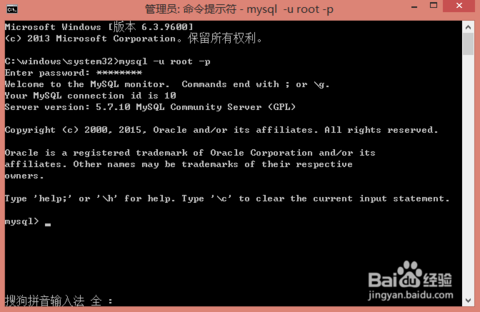 管理员: 命令提示符 - mysql  -u root -p
Microsoft Windows [版本 6.3.9600]
(c) 2013 Microsoft Corporation。保留所有权利。
C:\windows\system32>mysql -u root -p
Enter password: ********
Welcome to the MySQL monitor.  Commands end with ; or \g.
Your MySQL connection id is 10
Server version: 5.7.10 MySQL Community Server (GPL)
Copyright (c) 2000, 2015, Oracle and/or its affiliates. All rights reserved.
Oracle is a registered trademark of Oracle Corporation and/or its
affiliates. Other names may be trademarks of their respective
owners.
Type 'help;' or '\h' for help. Type '\c' to clear the current input statement.
mysql> _
Baidu 经验
jingyan.baidu.com
搜狗拼音输入法 全 :